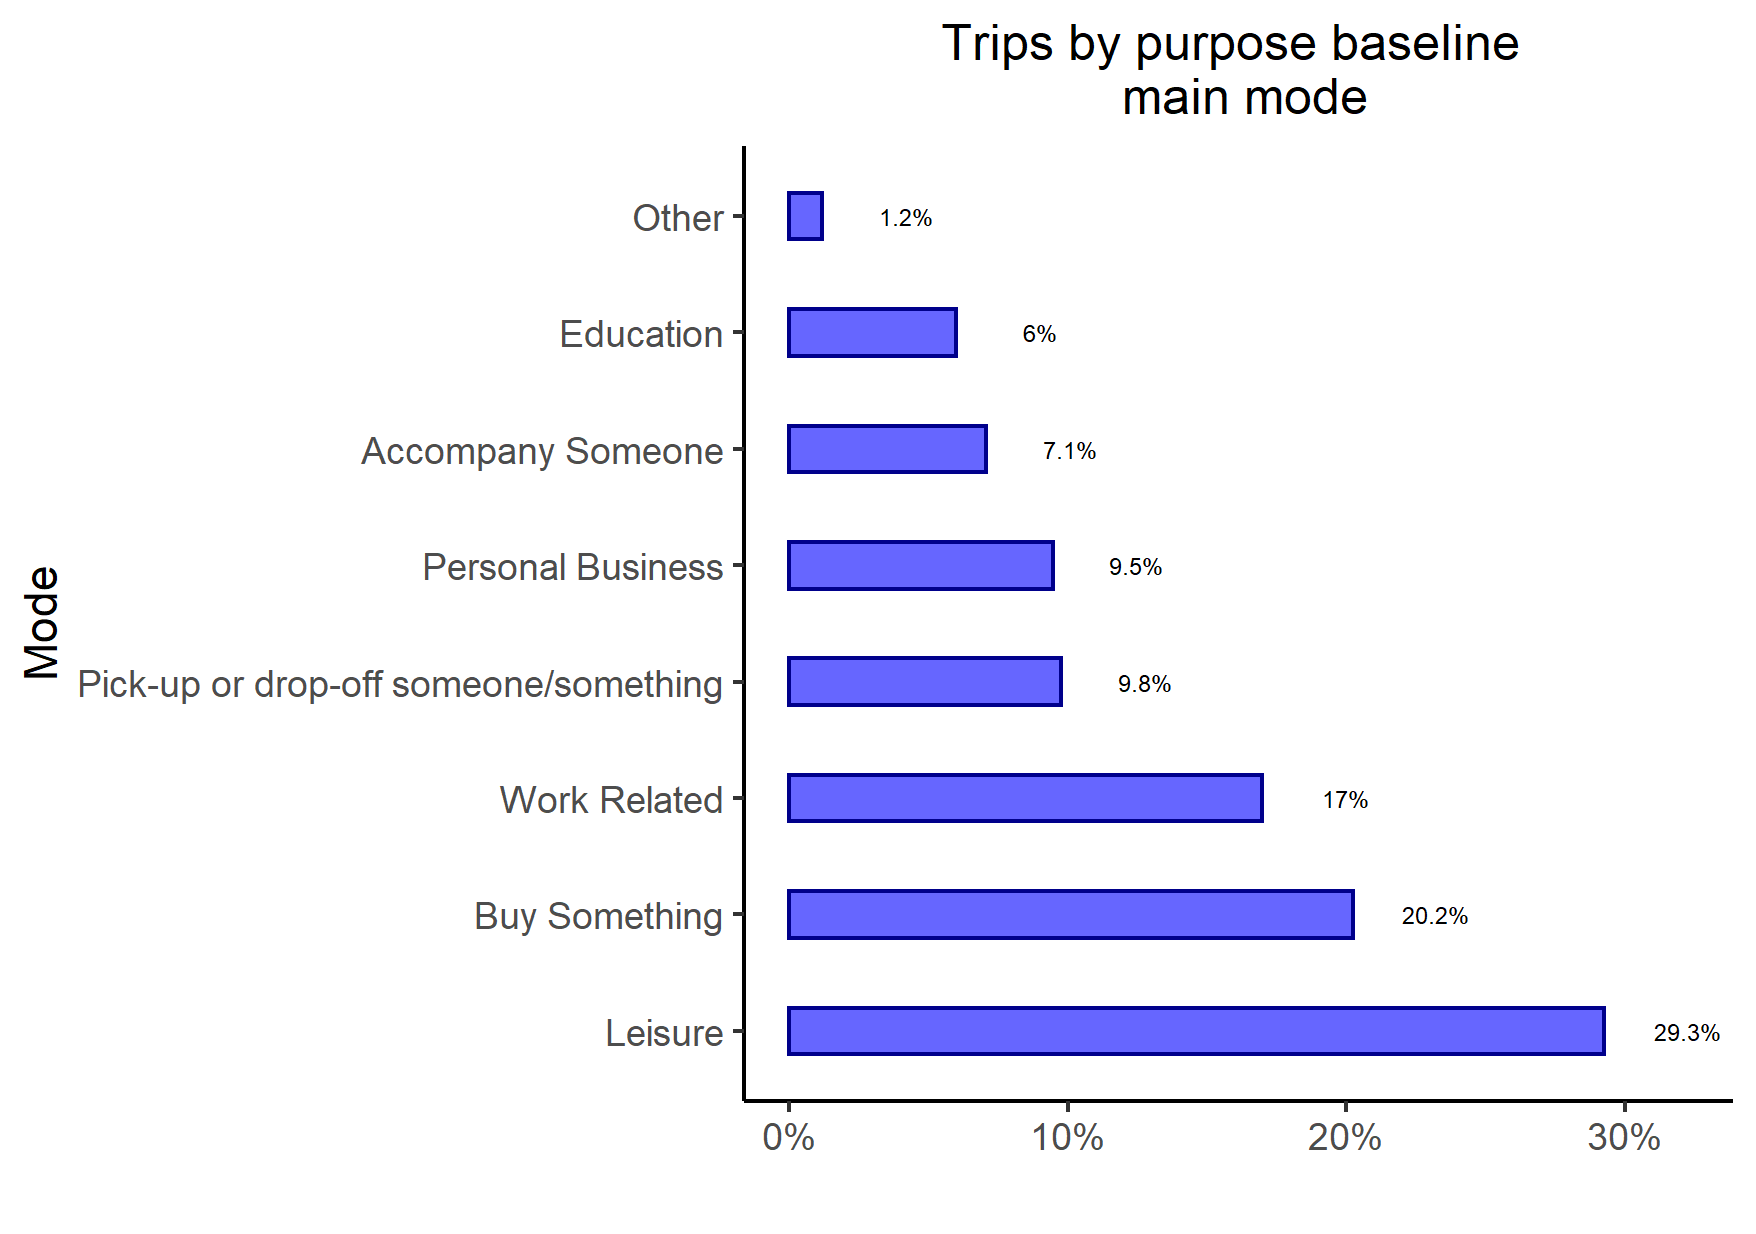 Trips by purpose baseline
main mode
Mode
Other 1.2%
Education 6%
Accompany Someone 7.1%
Personal Business 9.5%
Pick-up or drop-off someone/something 9.8%
Work Related 17%
Buy Something 20.2%
Leisure 29.3%
0% 10% 20% 30%